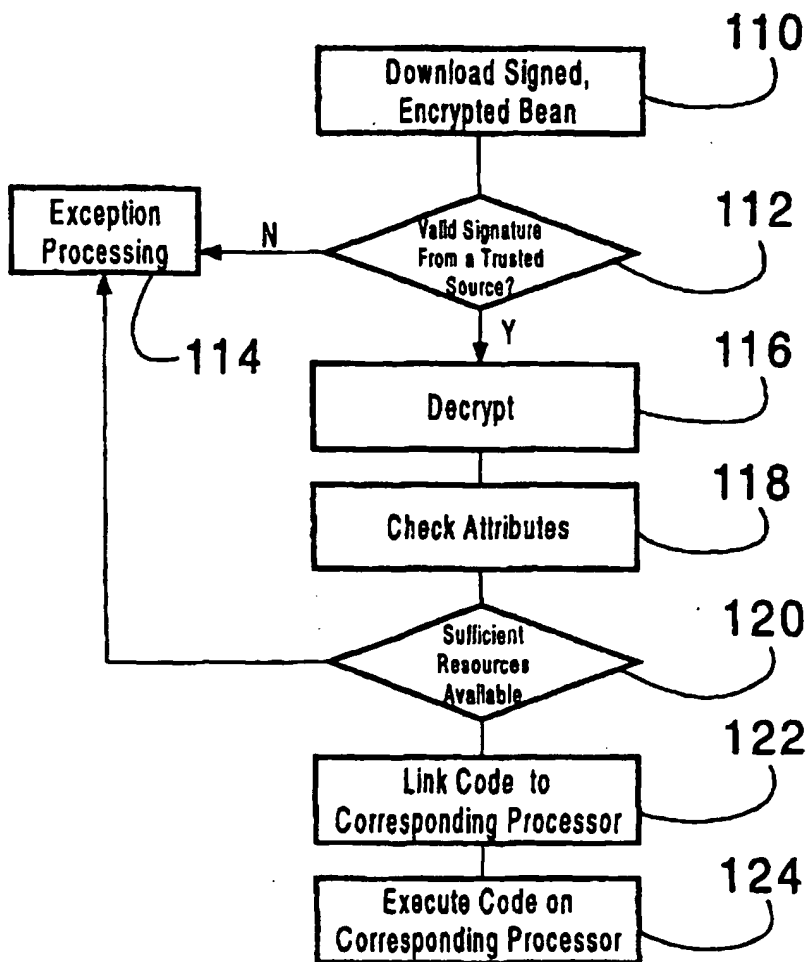 110
Download Signed,
Encrypted Bean
Exception
Processing
N
Valid Signature
From a Trusted
Source?
112
114
Y
116
Decrypt
118
Check Attributes
120
Sufficient
Resources
Available
122
Link Code to
Corresponding Processor
124
Execute Code on
Corresponding Processor